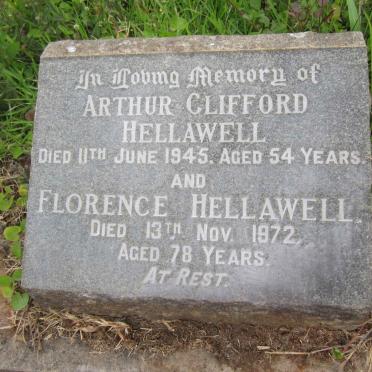 In Loving Memory of
Arthur Clifford
Hellawell
Died 11th June 1945. Aged 54 Years.
and
Florence Hellawell.
Died 13th Nov. 1972.
Aged 78 Years.
At Rest.